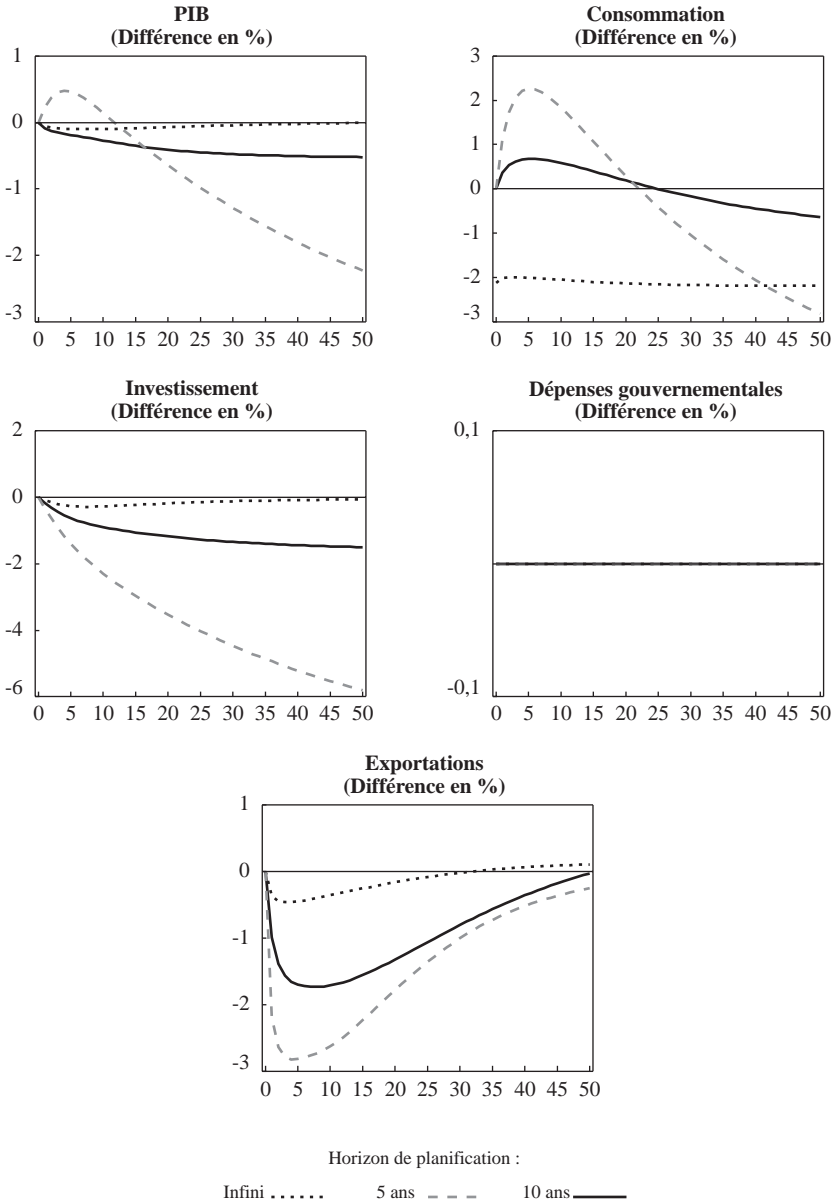 PIB
(Différence en %)
1
0
-1
-2
-3
0 5 10 15 20 25 30 35 40 45 50
Consommation
(Différence en %)
3
2
1
0
-1
-2
-3
0 5 10 15 20 25 30 35 40 45 50
Investissement
(Différence en %)
2
0
-2
-4
-6
0 5 10 15 20 25 30 35 40 45 50
Dépenses gouvernementales
(Différence en %)
0,1
-0,1
0 5 10 15 20 25 30 35 40 45 50
Exportations
(Différence en %)
1
0
-1
-2
-3
0 5 10 15 20 25 30 35 40 45 50
Horizon de planification :
Infini 5 ans 10 ans